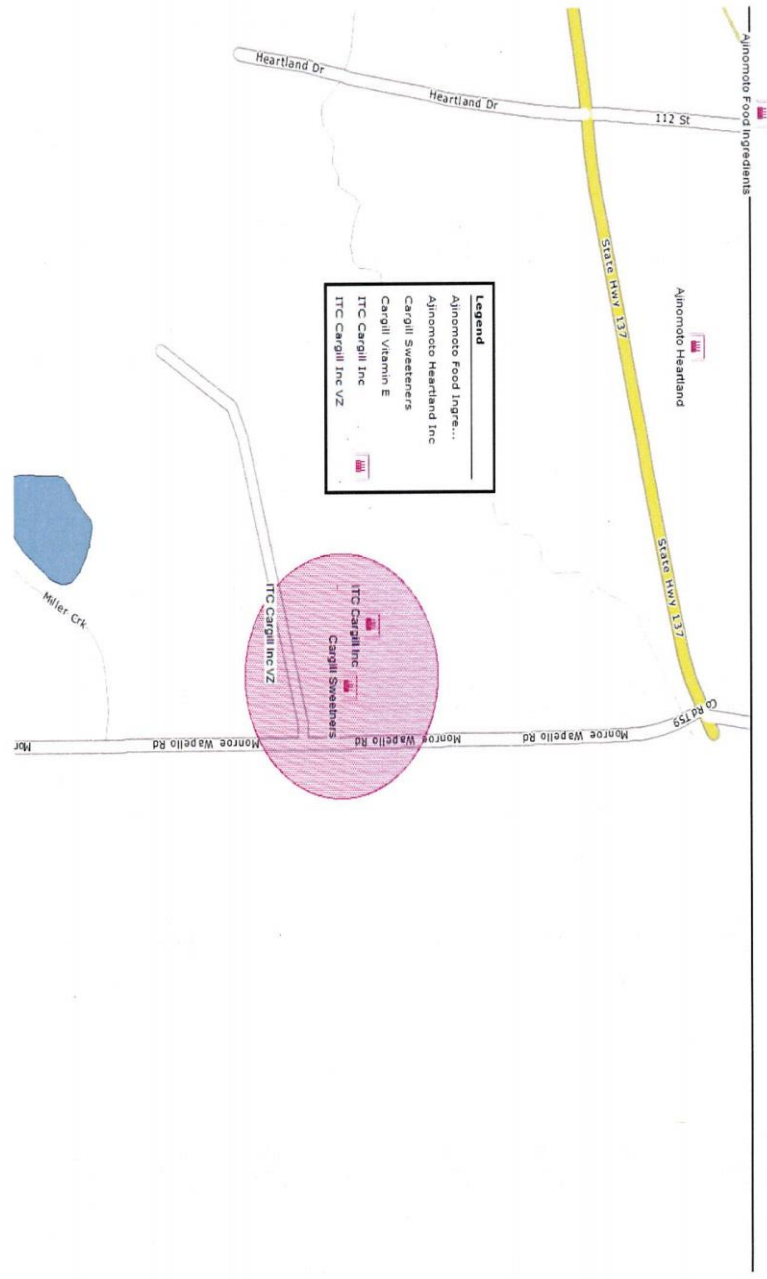 Ajinomoto Food Ingredients
Heartland Dr
Heartland Dr
112 St
State Hwy 137
State Hwy 137
Ajinomoto Heartland
Legend
Ajinomoto Food Ingre...
Ajinomoto Heartland Inc
Cargill Sweeteners
Cargill Vitamin E
ITC Cargill Inc
ITC Cargill Inc VZ
ITC Cargill Inc
Cargill Sweetners
ITC Cargill Inc VZ
Co Rd T59
Monroe Wapello Rd
Monroe Wapello Rd
Monroe Wapello Rd
Monroe Wapello Rd
Mor
Miller Crk